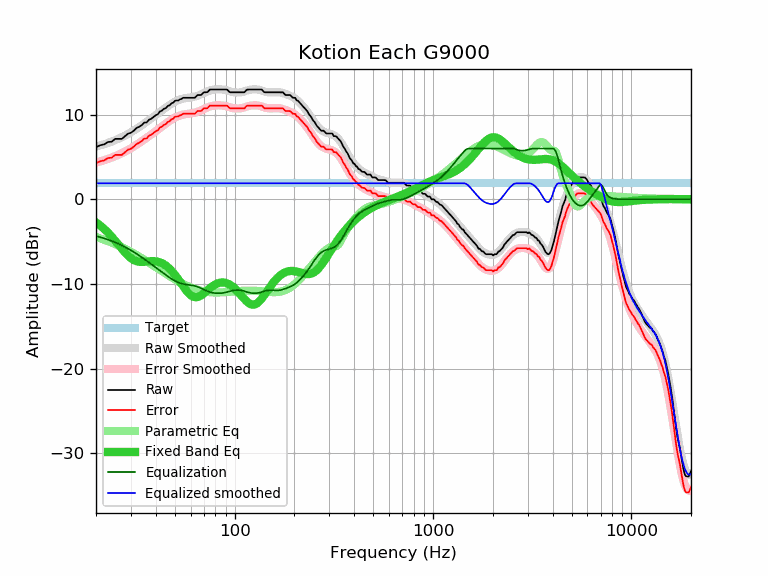 Kotion Each G9000
10
0
−10
−20
−30
Amplitude (dBr)
Target
Raw Smoothed
Error Smoothed
Raw
Error
Parametric Eq
Fixed Band Eq
Equalization
Equalized smoothed
100
1000
10000
Frequency (Hz)